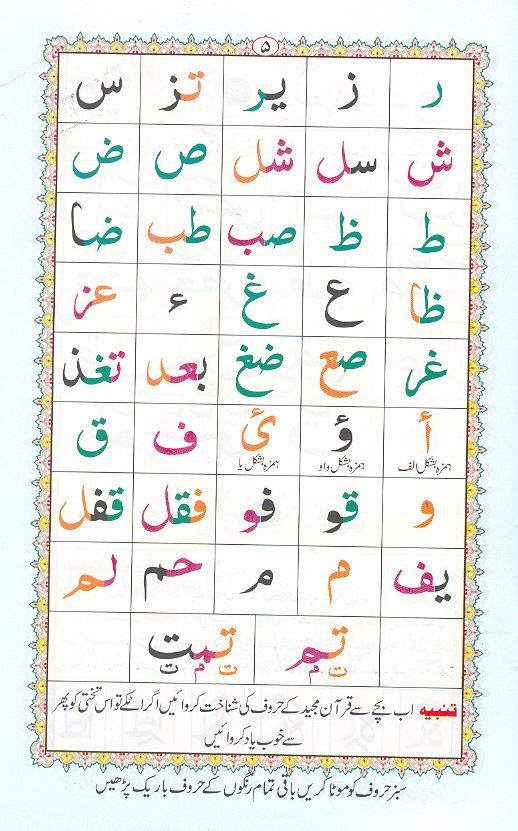 ۵
ر ز یر تز س
ش سل شل ص ض
ط ظ صب طب ضا
ظا ع غ ء عز
غر صع ضغ بعد تغذ
أ ؤ ئ ف ق
ہمزہ بشکل الف ہمزہ بشکل واو ہمزہ بشکل یا
و قو فو فقل قفل
یف م م حم لم
تم تمت
ت م ت م ت
تنبیہ اب بچے سے قرآن مجید کے حروف کی شناخت کروائیں اگر اٹکے تو اس تختی کو پھر
سے خوب یاد کروائیں
سبز حروف کو موٹا کریں باقی تمام رنگوں کے حروف باریک پڑھیں